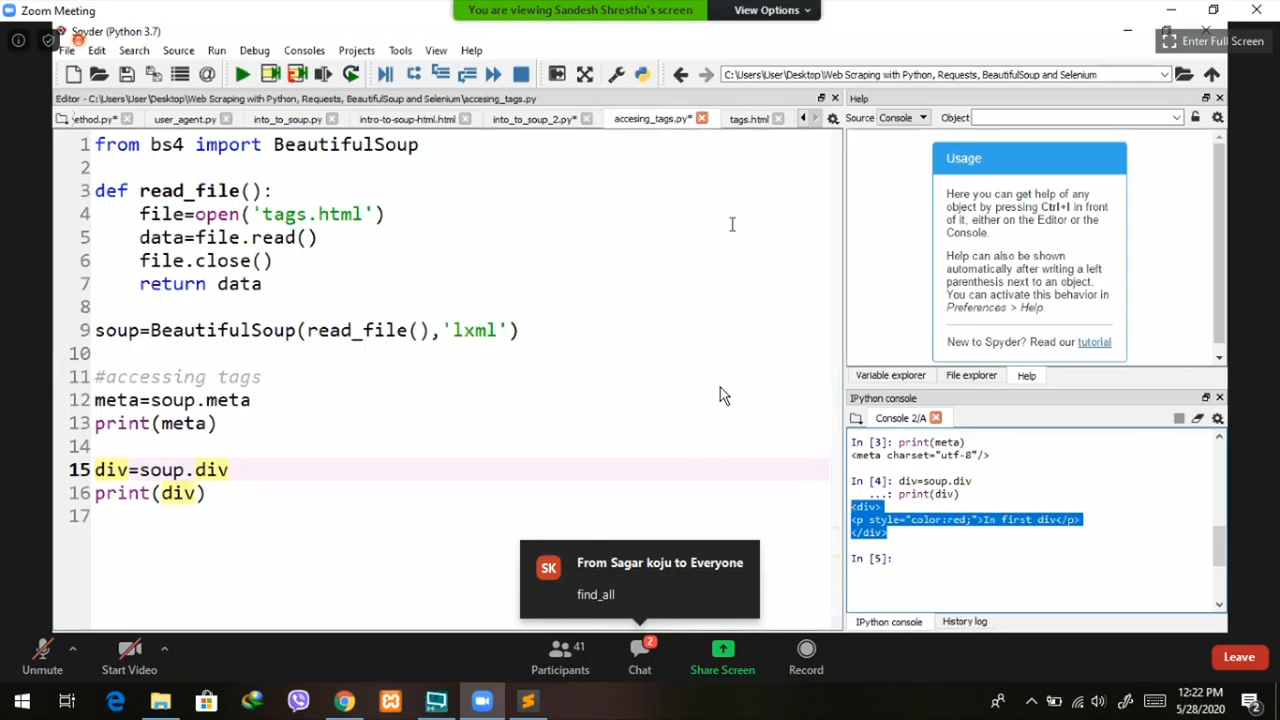 Zoom Meeting
You are viewing Sandesh Shrestha's screen
View Options
Spyder (Python 3.7)
Enter Full Screen
File Edit Search Source Run Debug Consoles Projects Tools View Help
C:\Users\User\Desktop\Web Scraping with Python, Requests, BeautifulSoup and Selenium
Editor - C:\Users\User\Desktop\Web Scraping with Python, Requests, BeautifulSoup and Selenium\accesing_tags.py
ethod.py* user_agent.py into_to_soup.py intro-to-soup-html.html into_to_soup_2.py* accesing_tags.py* tags.html
1 from bs4 import BeautifulSoup
2
3 def read_file():
4 file=open('tags.html')
5 data=file.read()
6 file.close()
7 return data
8
9 soup=BeautifulSoup(read_file(),'lxml')
10
11 #accessing tags
12 meta=soup.meta
13 print(meta)
14
15 div=soup.div
16 print(div)
17
Help
Source Console Object
Usage
Here you can get help of any
object by pressing Ctrl+I in front
of it, either on the Editor or the
Console.
Help can also be shown
automatically after writing a left
parenthesis next to an object.
You can activate this behavior in
Preferences > Help.
New to Spyder? Read our tutorial
Variable explorer File explorer Help
IPython console
Console 2/A
In [3]: print(meta)
<meta charset="utf-8"/>
In [4]: div=soup.div
...: print(div)
<div>
<p style="color:red;">In first div</p>
</div>
In [5]:
IPython console History log
SK
From Sagar koju to Everyone
find_all
Unmute
Start Video
41
Participants
2
Chat
Share Screen
Record
Leave
12:22 PM
5/28/2020
2